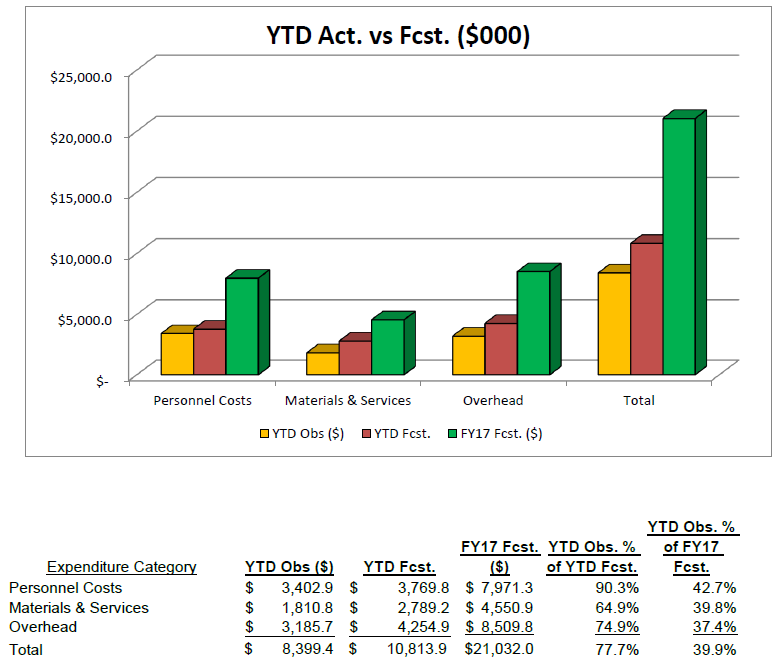 YTD Act. vs Fcst. ($000)
$25,000.0
$20,000.0
$15,000.0
$10,000.0
$5,000.0
$-
Personnel Costs Materials & Services Overhead Total
YTD Obs ($) YTD Fcst. FY17 Fcst. ($)
YTD Obs. %
FY17 Fcst. YTD Obs. % of FY17
Expenditure Category YTD Obs ($) YTD Fcst. ($) of YTD Fcst. Fcst.
Personnel Costs $ 3,402.9 $ 3,769.8 $ 7,971.3 90.3% 42.7%
Materials & Services $ 1,810.8 $ 2,789.2 $ 4,550.9 64.9% 39.8%
Overhead $ 3,185.7 $ 4,254.9 $ 8,509.8 74.9% 37.4%
Total $ 8,399.4 $ 10,813.9 $21,032.0 77.7% 39.9%